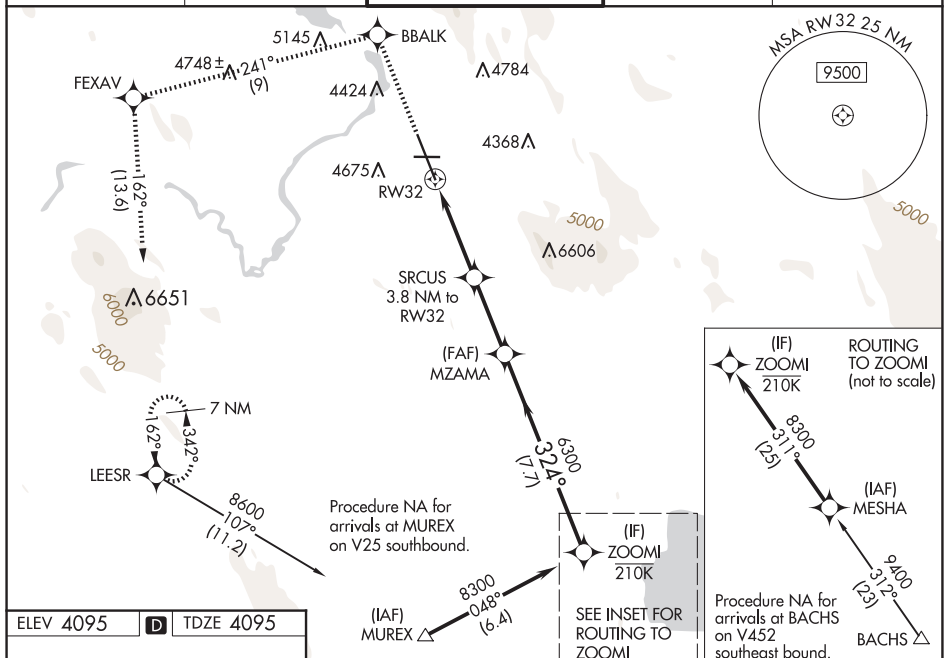 5145
BBALK
4748±
241°
(9)
FEXAV
4424
4784
4368
4675
RW32
162°
(13.6)
MSA RW32 25 NM
9500
5000
5000
6606
SRCUS
3.8 NM to
RW32
6651
6000
5000
(FAF)
MZAMA
7 NM
162°
342°
LEESR
8600
107°
(11.2)
6300
324°
(7.7)
Procedure NA for
arrivals at MUREX
on V25 southbound.
(IF)
ZOOMI
210K
8300
048°
(6.4)
(IAF)
MUREX
SEE INSET FOR
ROUTING TO
ZOOMI
(IF)
ZOOMI
210K
ROUTING
TO ZOOMI
(not to scale)
8300
311°
(25)
(IAF)
MESHA
9400
312°
(23)
Procedure NA for
arrivals at BACHS
on V452
southeast bound.
BACHS
ELEV 4095 D TDZE 4095